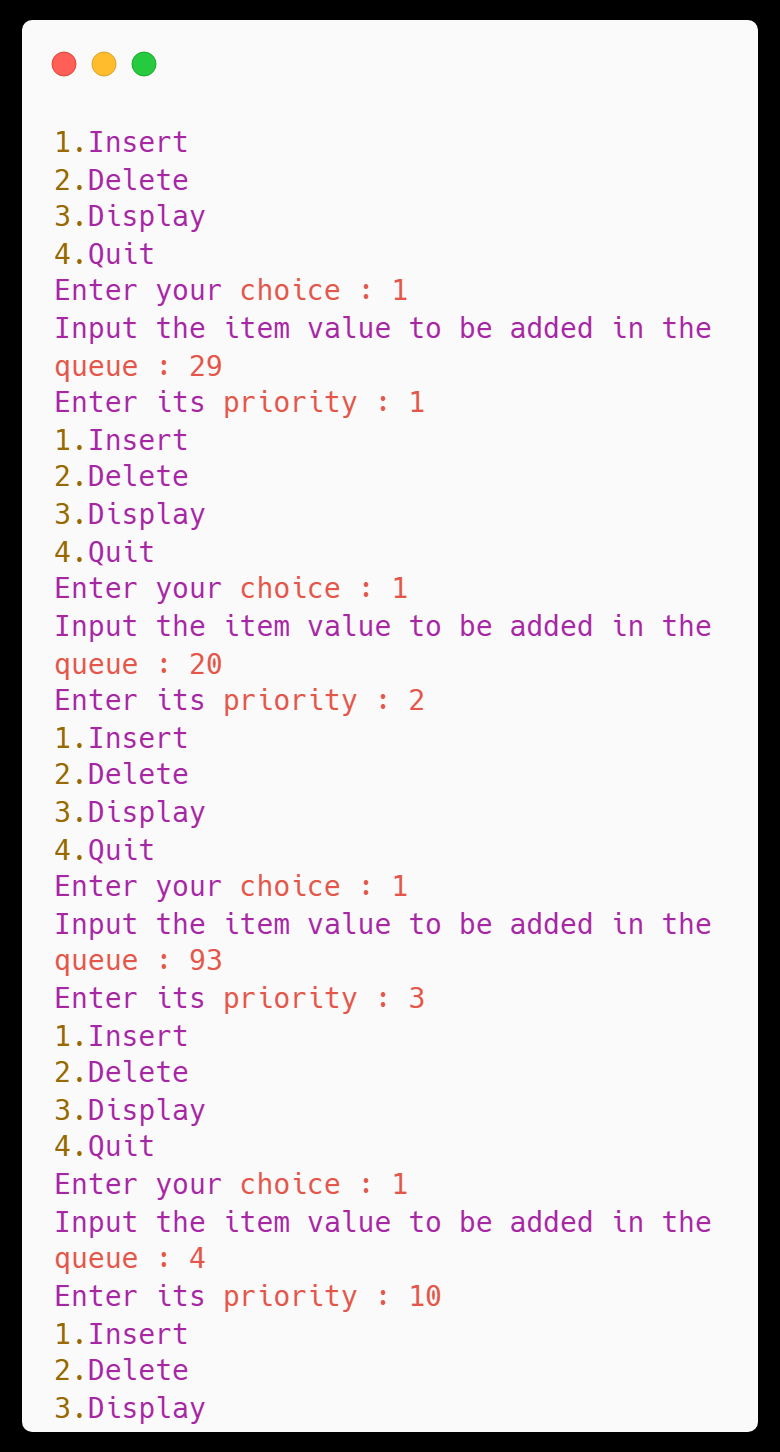 1.Insert
2.Delete
3.Display
4.Quit
Enter your choice : 1
Input the item value to be added in the
queue : 29
Enter its priority : 1
1.Insert
2.Delete
3.Display
4.Quit
Enter your choice : 1
Input the item value to be added in the
queue : 20
Enter its priority : 2
1.Insert
2.Delete
3.Display
4.Quit
Enter your choice : 1
Input the item value to be added in the
queue : 93
Enter its priority : 3
1.Insert
2.Delete
3.Display
4.Quit
Enter your choice : 1
Input the item value to be added in the
queue : 4
Enter its priority : 10
1.Insert
2.Delete
3.Display